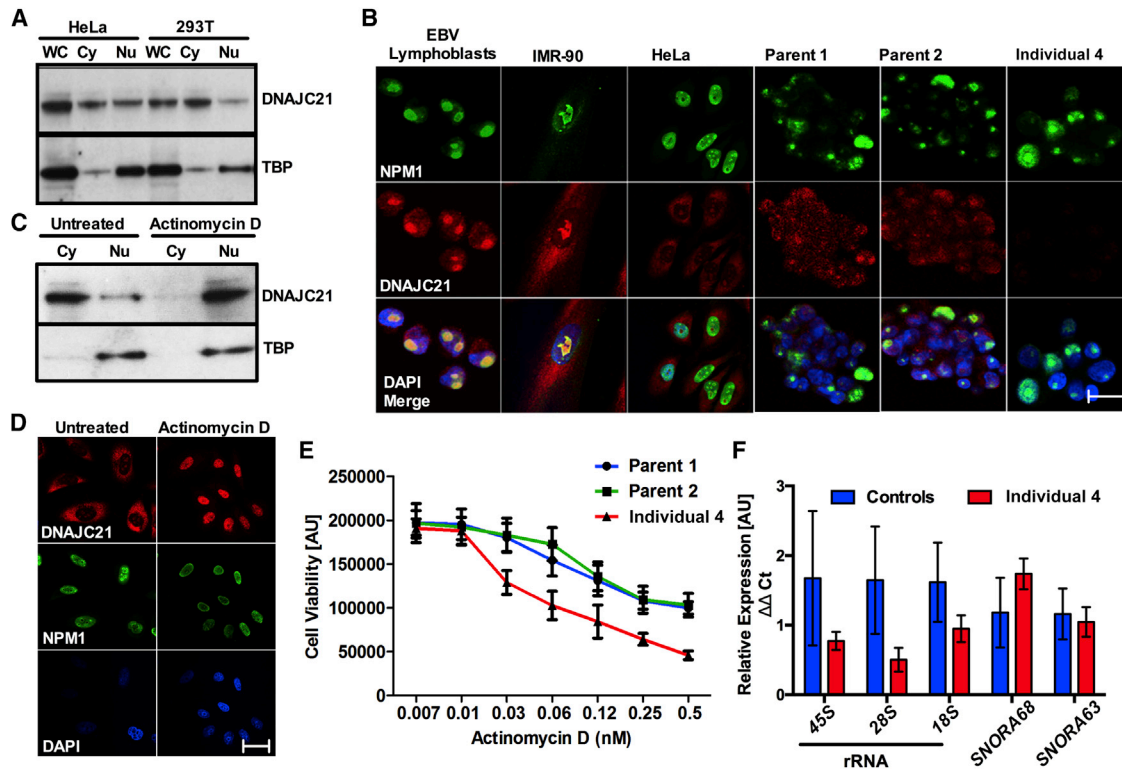 A
HeLa 293T
WC Cy Nu WC Cy Nu
DNAJC21
TBP
B
EBV
Lymphoblasts IMR-90 HeLa Parent 1 Parent 2 Individual 4
NPM1
DNAJC21
DAPI
Merge
C
Untreated Actinomycin D
Cy Nu Cy Nu
DNAJC21
TBP
D
Untreated Actinomycin D
DNAJC21
NPM1
DAPI
E
Parent 1
Parent 2
Individual 4
Cell Viability [AU]
250000
200000
150000
100000
50000
0
0.007 0.01 0.03 0.06 0.12 0.25 0.5
Actinomycin D (nM)
F
Controls Individual 4
Relative Expression [AU]
ΔΔ Ct
3
2
1
0
45S 28S 18S SNORA68 SNORA63
rRNA